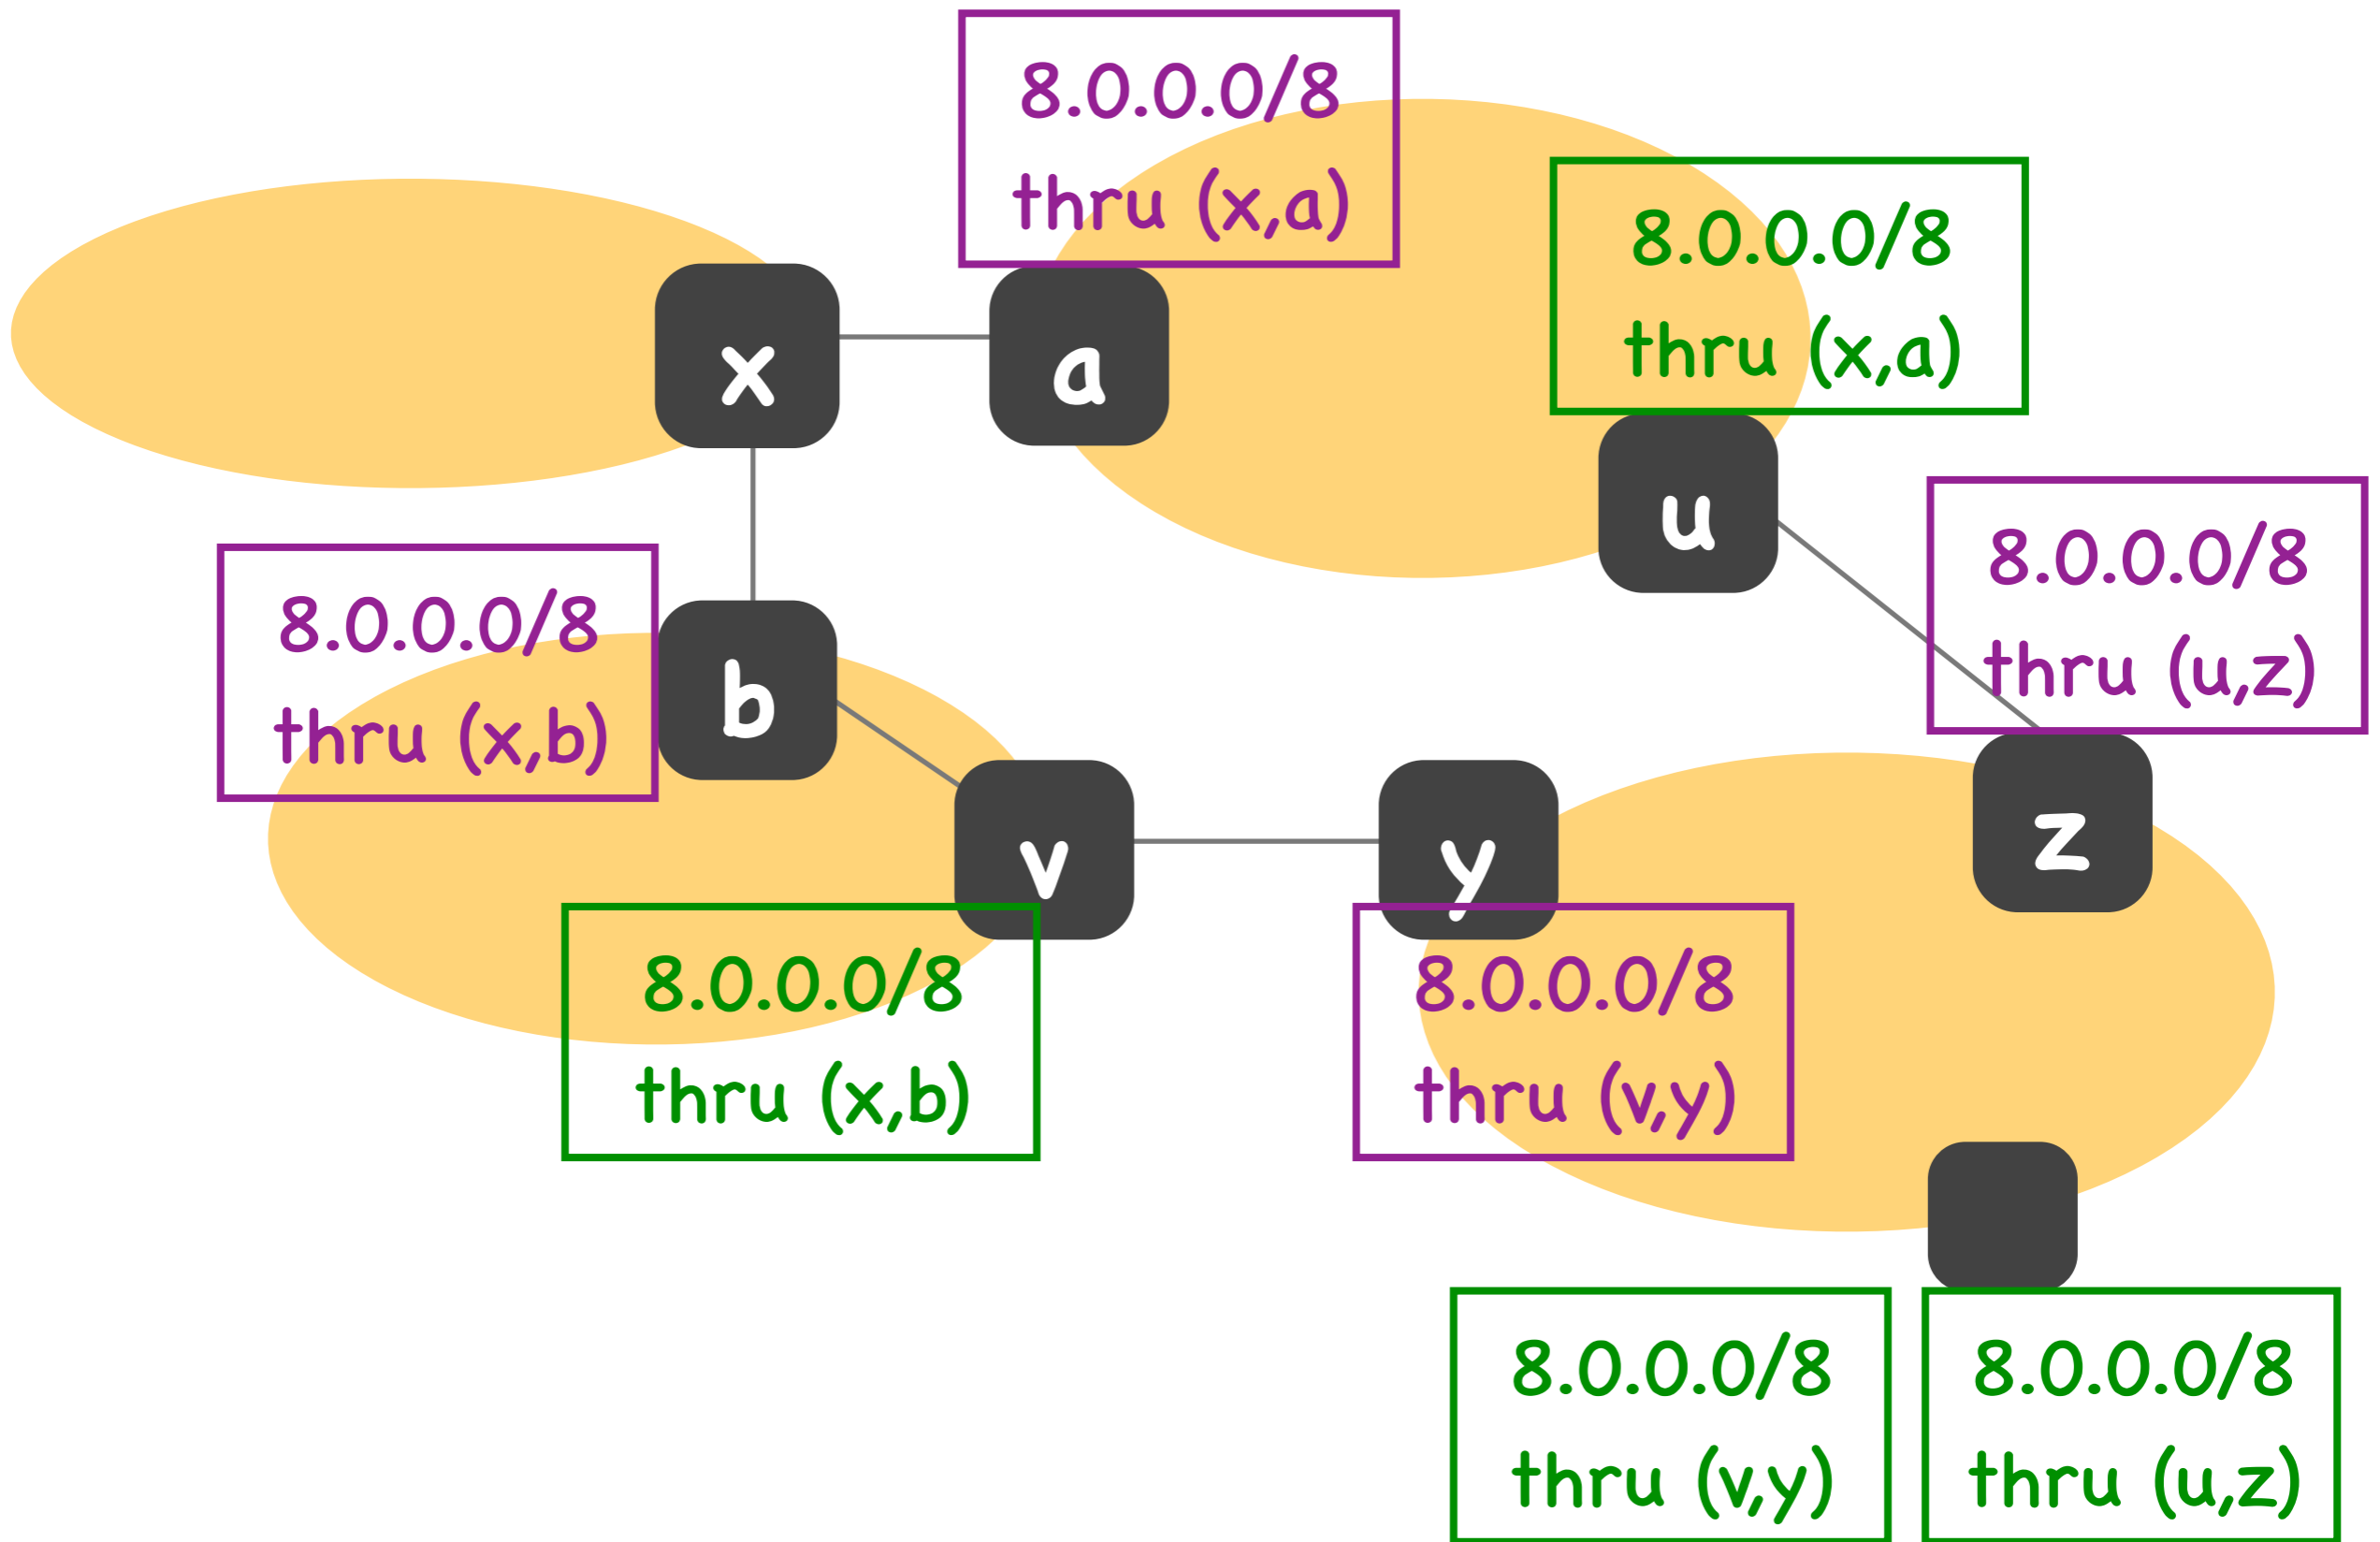 8.0.0.0/8
thru (x,a)
8.0.0.0/8
thru (x,a)
x
a
u
8.0.0.0/8
thru (u,z)
8.0.0.0/8
thru (x,b)
b
v
y
z
8.0.0.0/8
thru (x,b)
8.0.0.0/8
thru (v,y)
8.0.0.0/8
thru (v,y)
8.0.0.0/8
thru (u,z)